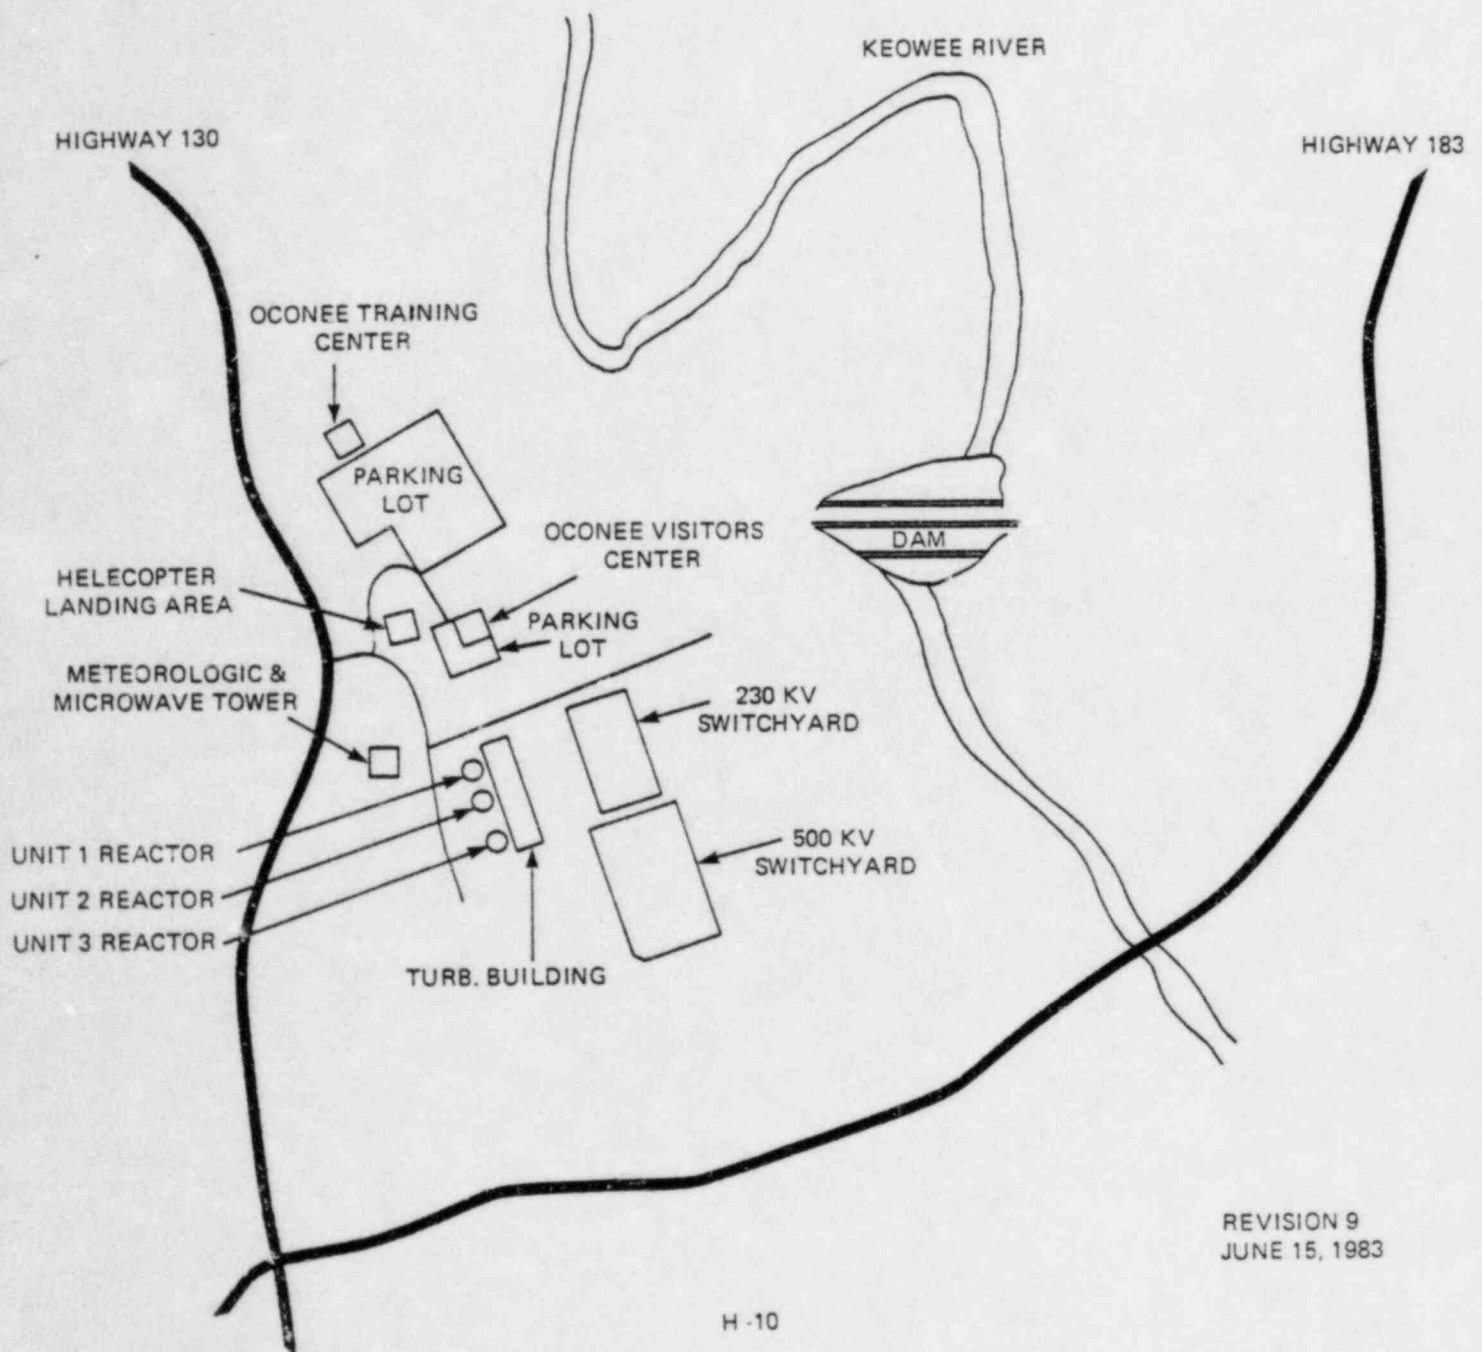 KEOWEE RIVER
HIGHWAY 130
HIGHWAY 183
OCONEE TRAINING
CENTER
PARKING
LOT
OCONEE VISITORS
CENTER
DAM
HELECOPTER
LANDING AREA
PARKING
LOT
METEOROLOGIC &
MICROWAVE TOWER
230 KV
SWITCHYARD
500 KV
SWITCHYARD
UNIT 1 REACTOR
UNIT 2 REACTOR
UNIT 3 REACTOR
TURB. BUILDING
REVISION 9
JUNE 15, 1983
H-10